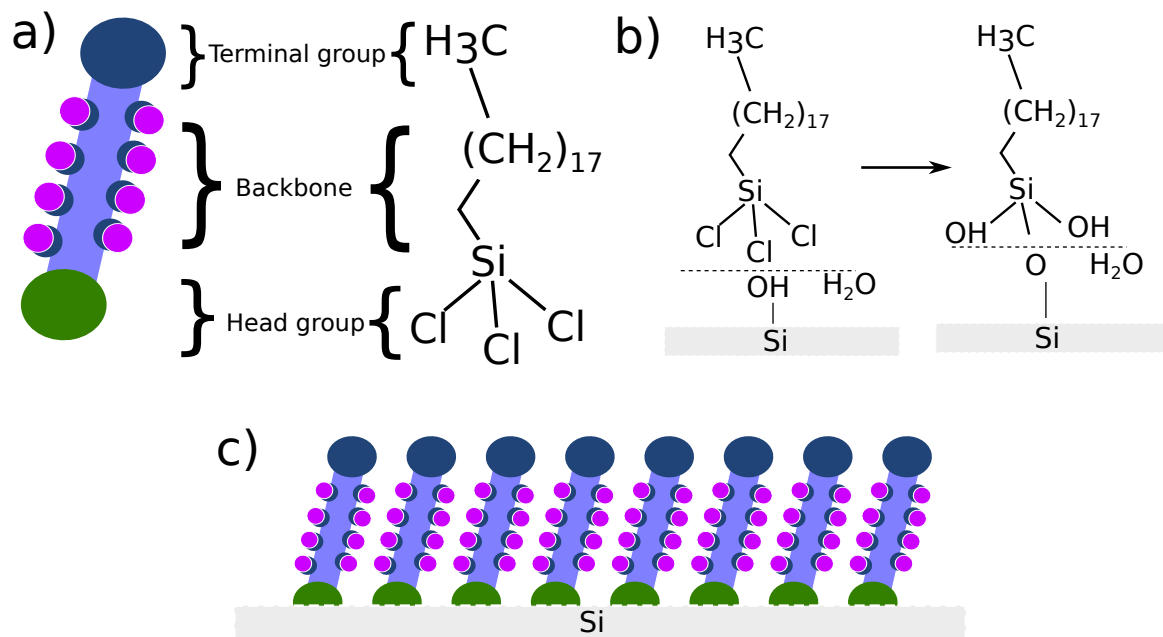 a)
Terminal group
H3C
Backbone
(CH₂)₁₇
Si
Head group
Cl
Cl
Cl
b)
H3C
(CH₂)₁₇
Si
Cl
Cl
Cl
OH
H₂O
Si
H3C
(CH₂)₁₇
Si
OH
OH
O
H₂O
Si
c)
Si